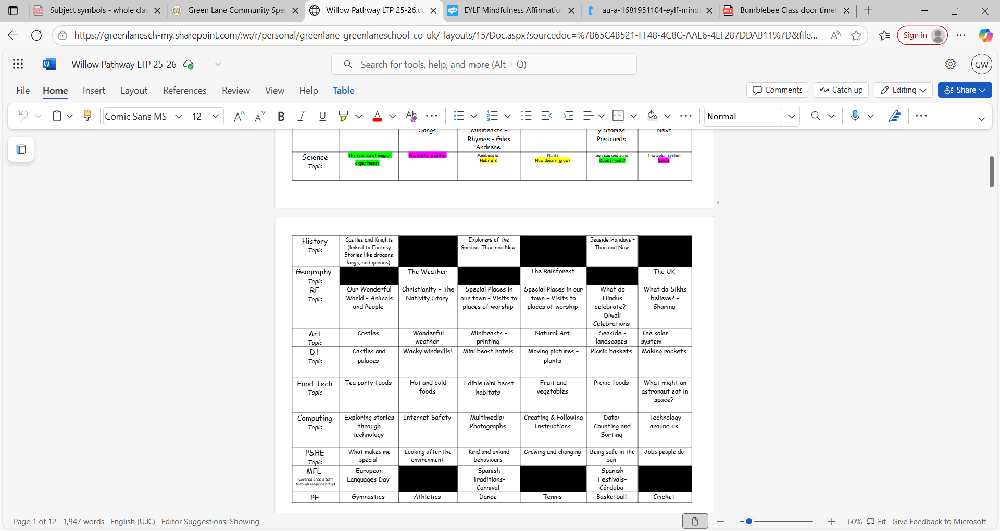 Subject symbols - whole clas
Green Lane Community Spec
Willow Pathway LTP 25-26.do
EYLF Mindfulness Affirmation
au-a-1681951104-eylf-mindf
Bumblebee Class door timet
https://greenlanesch-my.sharepoint.com/:w:/r/personal/greenlane_greenlaneschool_co_uk/_layouts/15/Doc.aspx?sourcedoc=%7B65C4B521-FF48-4C8C-AAE6-4EF287DDAB11%7D&file...
Sign in
Willow Pathway LTP 25-26
Search for tools, help, and more (Alt + Q)
GW
File Home Insert Layout References Review View Help Table
Comments Catch up Editing Share
Comic Sans MS 12 Normal
Songs
Minibeasts -
Rhymes - Giles
Andreae
y Stories
Postcards
Next
Science
Topic
The science of magic-
experiments
Wonderful weather
Minibeasts
Habitats
Plants
How does it grow?
Sun sea and sand
Does it melt?
The Solar system
Space
1
History
Topic
Castles and Knights
(linked to Fantasy
Stories like dragons,
kings, and queens)
Explorers of the
Garden: Then and Now
Seaside Holidays -
Then and Now
Geography
Topic
The Weather
The Rainforest
The UK
RE
Topic
Our Wonderful
World - Animals
and People
Christianity - The
Nativity Story
Special Places in
our town - Visits to
places of worship
Special Places in our
town - Visits to
places of worship
What do
Hindus
celebrate? -
Diwali
Celebrations
What do Sikhs
believe? -
Sharing
Art
Topic
Castles
Wonderful
weather
Minibeasts -
printing
Natural Art
Seaside -
landscapes
The solar
system
DT
Topic
Castles and
palaces
Wacky windmills!
Mini beast hotels
Moving pictures -
plants
Picnic baskets
Making rockets
Food Tech
Topic
Tea party foods
Hot and cold
foods
Edible mini beast
habitats
Fruit and
vegetables
Picnic foods
What might an
astronaut eat in
space?
Computing
Topic
Exploring stories
through
technology
Internet Safety
Multimedia:
Photographs
Creating & Following
Instructions
Data:
Counting and
Sorting
Technology
around us
PSHE
Topic
What makes me
special
Looking after the
environment
Kind and unkind
behaviours
Growing and changing
Being safe in the
sun
Jobs people do
MFL
Covered once a term
through languages days
European
Languages Day
Spanish
Traditions-
Carnival
Spanish
Festivals-
Córdoba
PE
Gymnastics
Athletics
Dance
Tennis
Basketball
Cricket
Page 1 of 12 1,947 words English (U.K.) Editor Suggestions: Showing
60% Fit Give Feedback to Microsoft